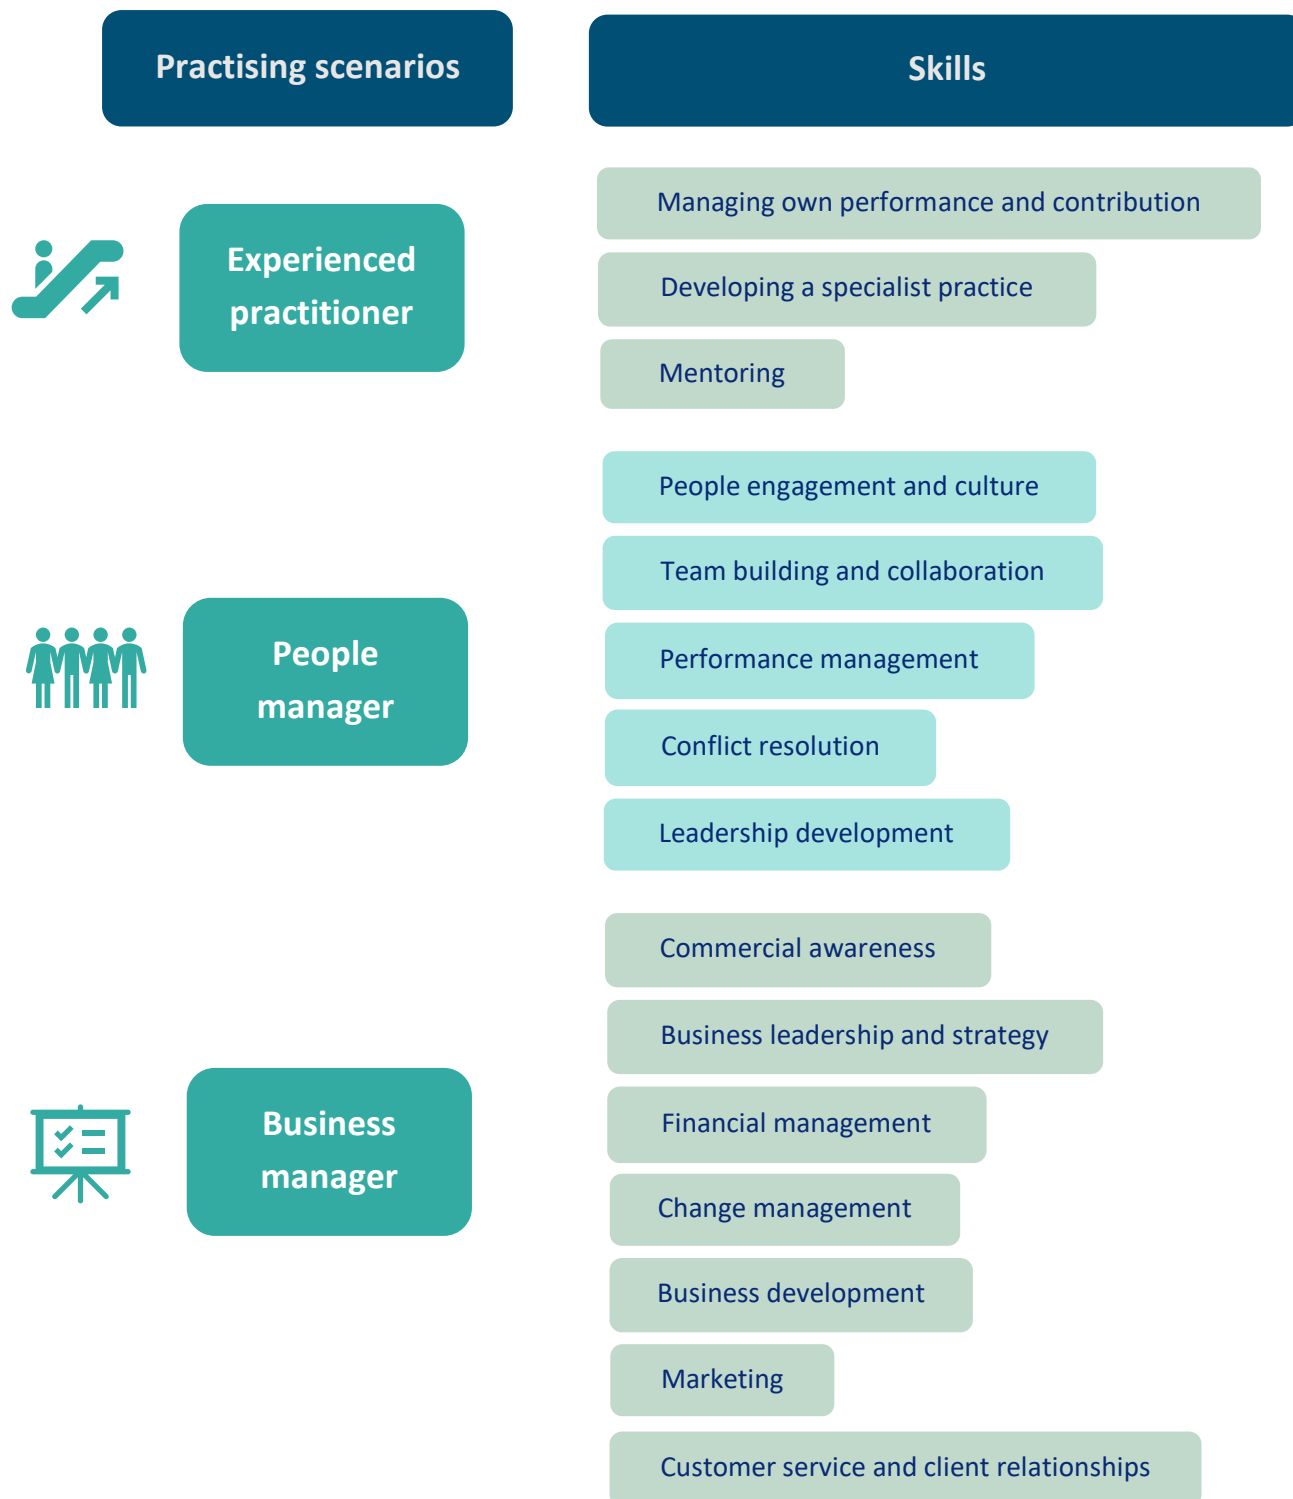 Practising scenarios
Skills
Experienced
practitioner
Managing own performance and contribution
Developing a specialist practice
Mentoring
People
manager
People engagement and culture
Team building and collaboration
Performance management
Conflict resolution
Leadership development
Business
manager
Commercial awareness
Business leadership and strategy
Financial management
Change management
Business development
Marketing
Customer service and client relationships